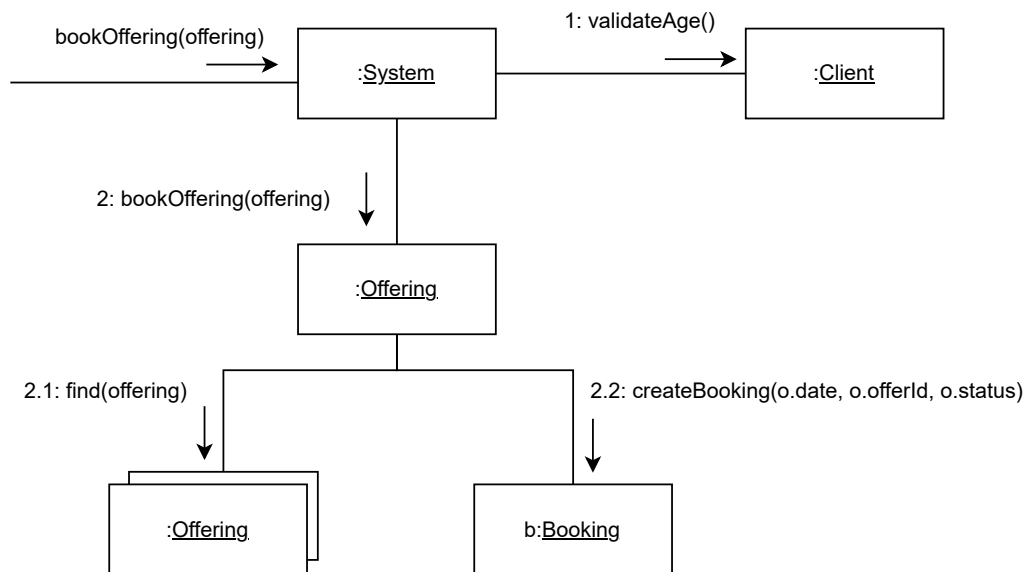 bookOffering(offering)
1: validateAge()
:System
:Client
2: bookOffering(offering)
:Offering
2.1: find(offering)
2.2: createBooking(o.date, o.offerId, o.status)
:Offering
b:Booking